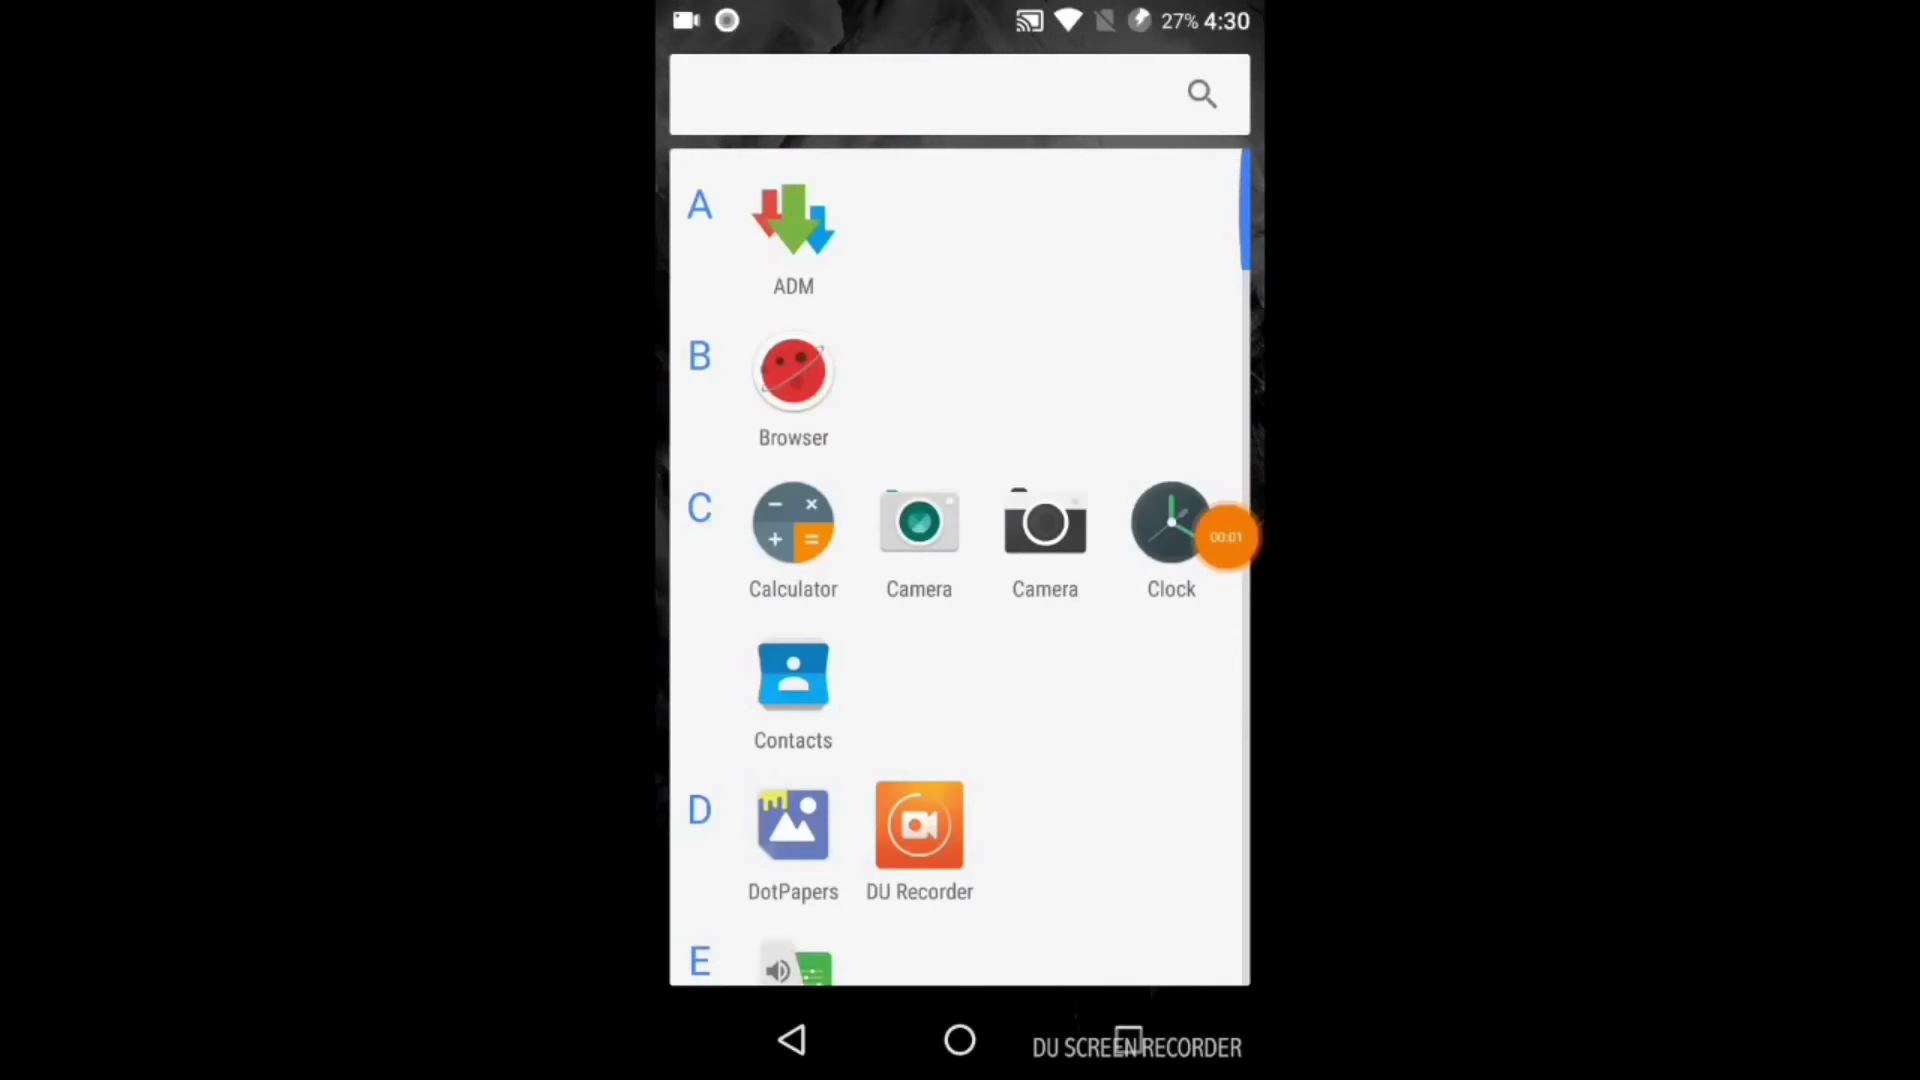 27% 4:30
A
ADM
B
Browser
C
Calculator Camera Camera Clock
00:01
Contacts
D
DotPapers DU Recorder
E
DU SCREEN RECORDER